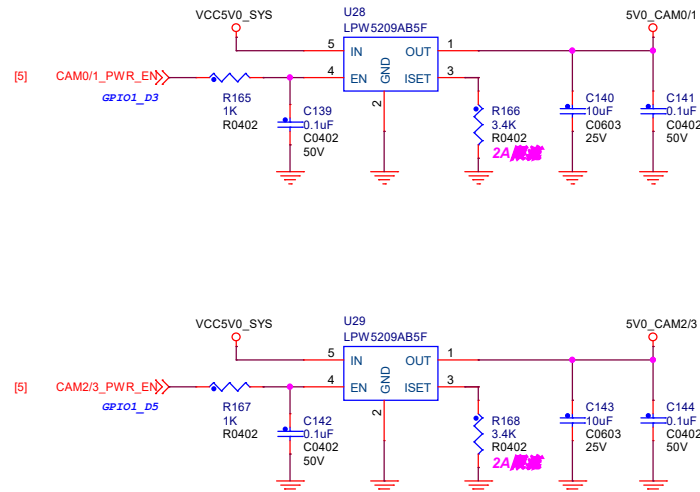 VCC5V0_SYS
U28
LPW5209AB5F
5V0_CAM0/1
5 IN
OUT 1
[5] CAM0/1_PWR_EN
4 EN
GND
ISET 3
GPIO1_D3
2
R165
1K
R0402
C139
0.1uF
C0402
50V
R166
3.4K
R0402
2A
C140
10uF
C0603
25V
C141
0.1uF
C0402
50V
VCC5V0_SYS
U29
LPW5209AB5F
5V0_CAM2/3
5 IN
OUT 1
[5] CAM2/3_PWR_EN
4 EN
GND
ISET 3
GPIO1_D5
2
R167
1K
R0402
C142
0.1uF
C0402
50V
R168
3.4K
R0402
2A
C143
10uF
C0603
25V
C144
0.1uF
C0402
50V